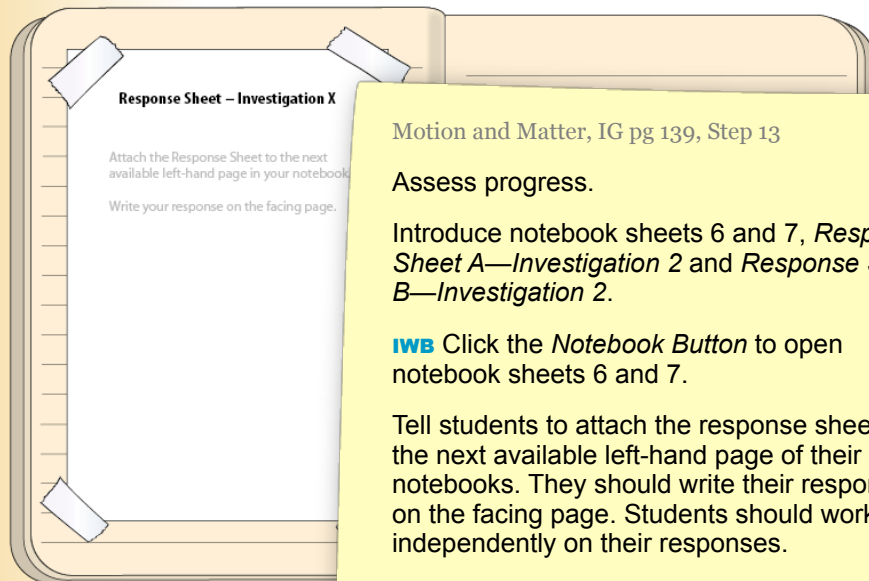 Response Sheet – Investigation X
Attach the Response Sheet to the next
available left-hand page in your notebook.
Write your response on the facing page.
Motion and Matter, IG pg 139, Step 13
Assess progress.
Introduce notebook sheets 6 and 7,
Sheet A—Investigation 2 and Response
B—Investigation 2.
IWB Click the Notebook Button to open
notebook sheets 6 and 7.
Tell students to attach the response
the next available left-hand page of their
notebooks. They should write their
on the facing page. Students should work
independently on their responses.